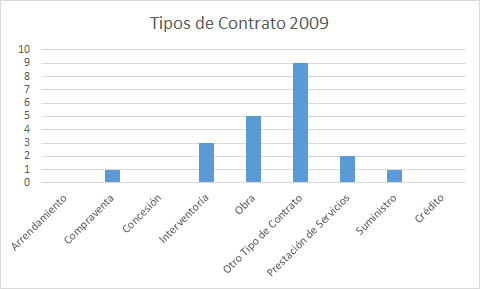 Tipos de Contrato 2009
10
9
8
7
6
5
4
3
2
1
0
Arrendamiento
Compraventa
Concesión
Interventoría
Obra
Otro Tipo de Contrato
Prestación de Servicios
Suministro
Crédito